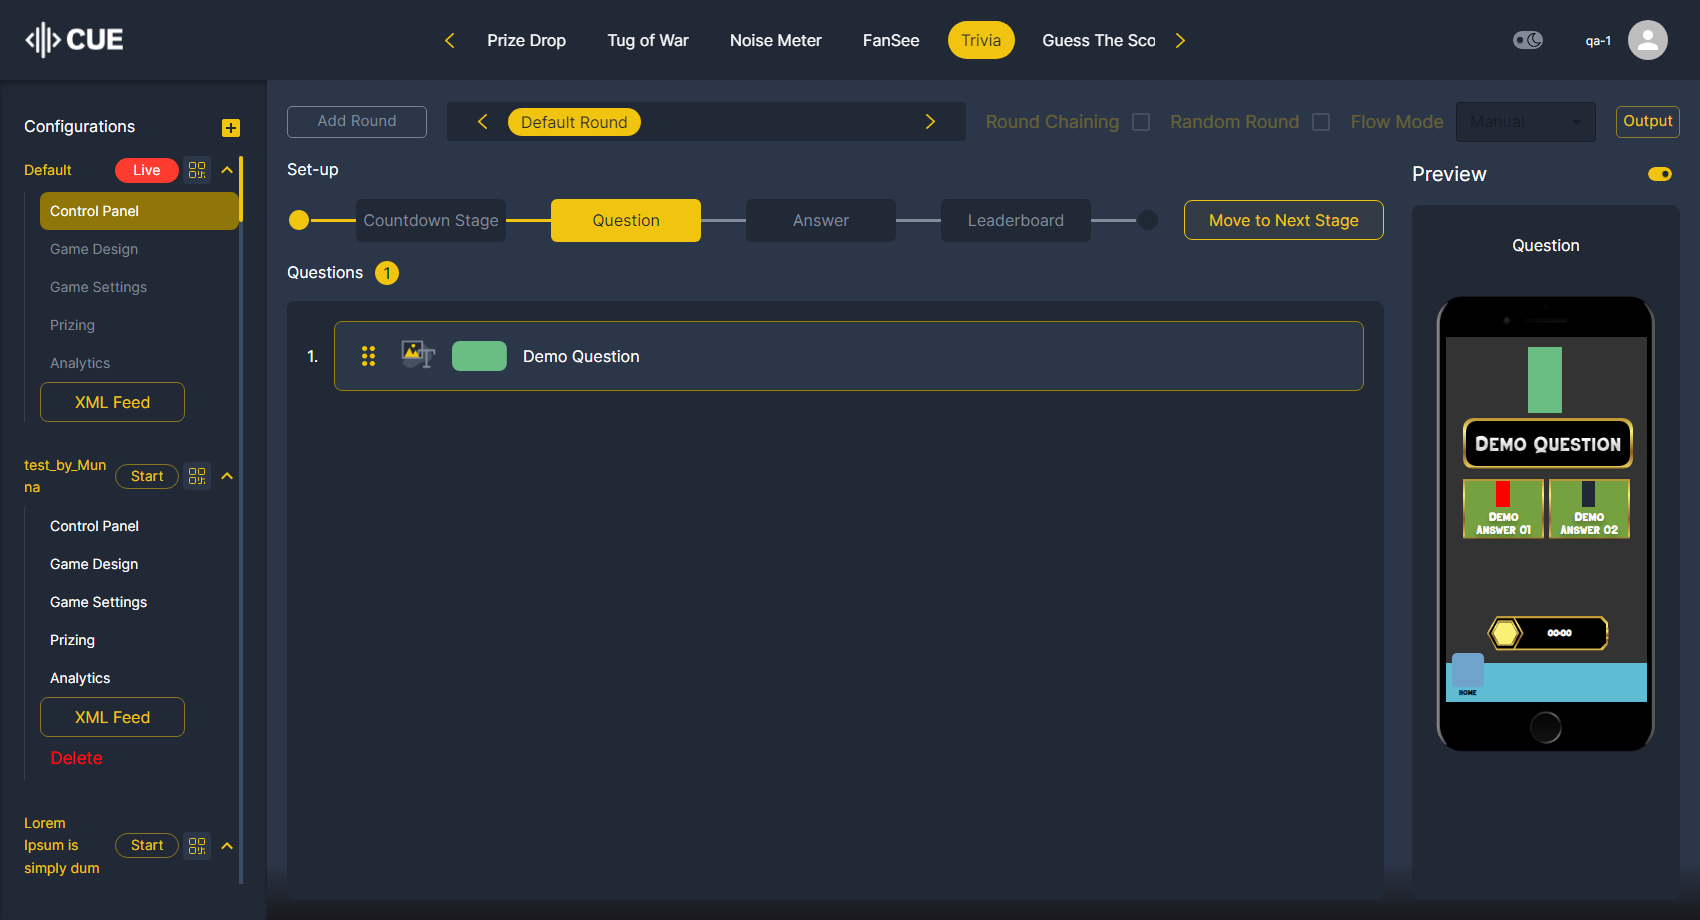 CUE
Prize Drop
Tug of War
Noise Meter
FanSee
Trivia
Guess The Sco
qa-1
Configurations
Default
Live
Control Panel
Game Design
Game Settings
Prizing
Analytics
XML Feed
test_by_Mun
na
Start
Control Panel
Game Design
Game Settings
Prizing
Analytics
XML Feed
Delete
Lorem
Ipsum is
simply dum
Start
Add Round
Default Round
Round Chaining
Random Round
Flow Mode
Manual
Output
Set-up
Countdown Stage
Question
Answer
Leaderboard
Move to Next Stage
Questions
1
1.
Demo Question
Preview
Question
Demo Question
Demo
Answer 01
Demo
Answer 02
00:00
HOME